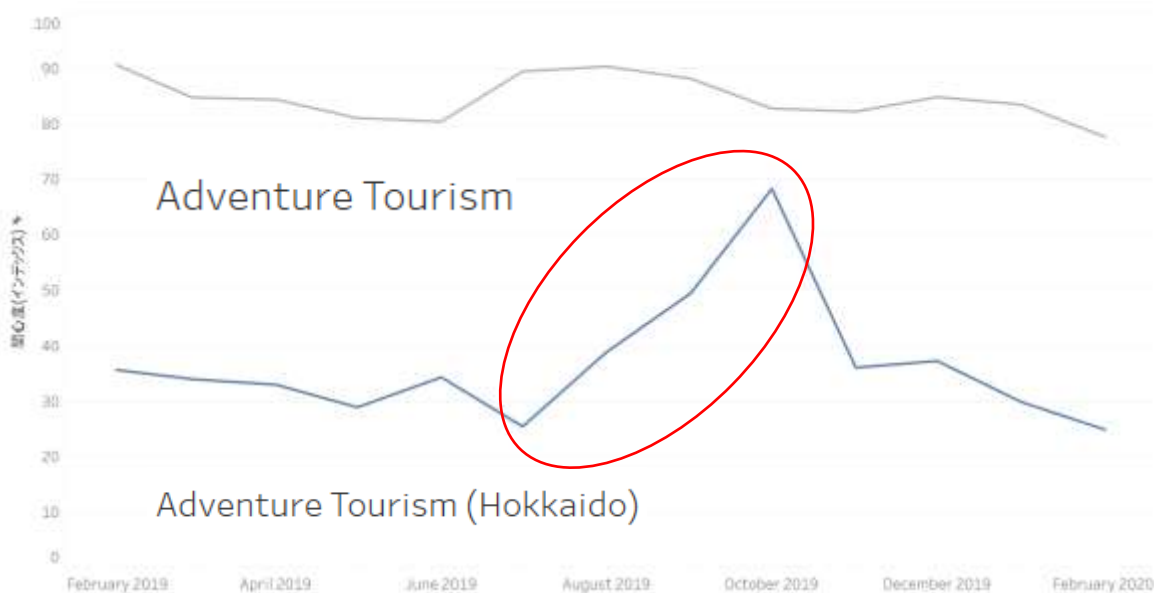 100
90
80
70
60
50
40
30
20
10
0
関心度(インデックス)
Adventure Tourism
Adventure Tourism (Hokkaido)
February 2019
April 2019
June 2019
August 2019
October 2019
December 2019
February 2020